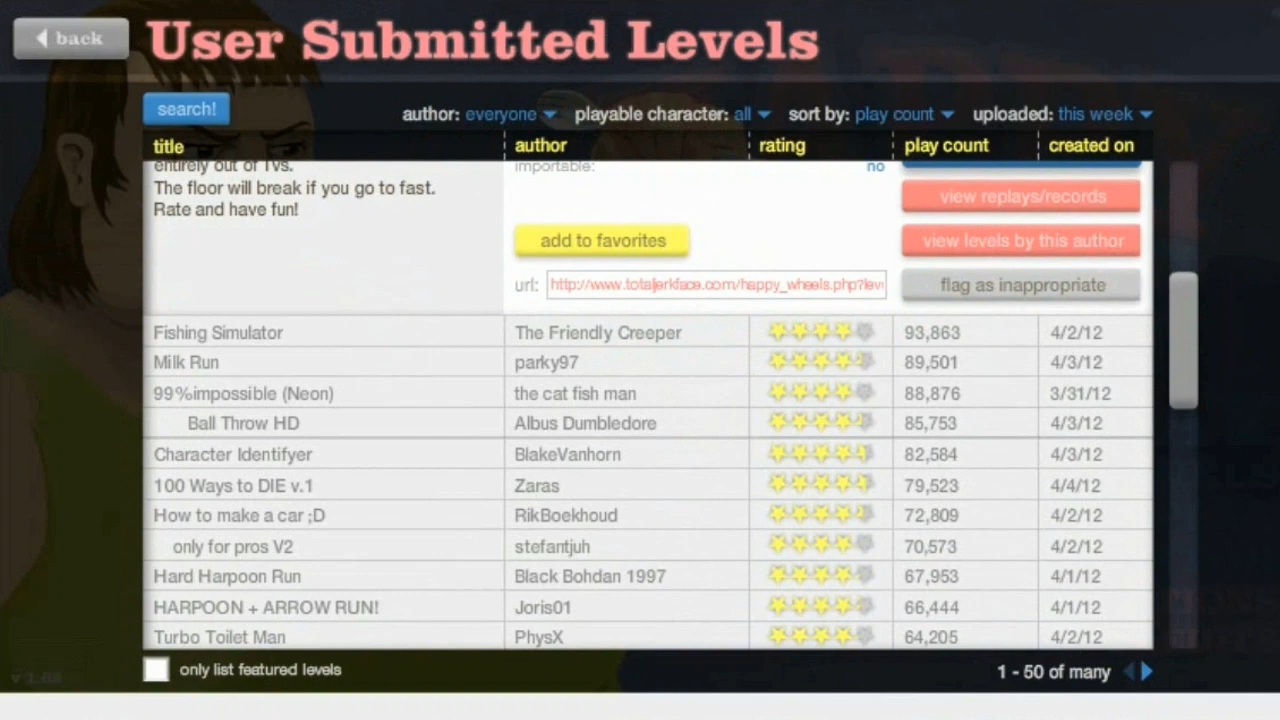 back User Submitted Levels
search! author: everyone playable character: all sort by: play count uploaded: this week
title author rating play count created on
entirely out of TVs. importable: no
The floor will break if you go to fast. view replays/records
Rate and have fun!
add to favorites view levels by this author
url: http://www.totaljerkface.com/happy_wheels.php?lev flag as inappropriate
Fishing Simulator The Friendly Creeper 93,863 4/2/12
Milk Run parky97 89,501 4/3/12
99%impossible (Neon) the cat fish man 88,876 3/31/12
Ball Throw HD Albus Dumbledore 85,753 4/3/12
Character Identifyer BlakeVanhorn 82,584 4/3/12
100 Ways to DIE v.1 Zaras 79,523 4/4/12
How to make a car ;D RikBoekhoud 72,809 4/2/12
only for pros V2 stefantjuh 70,573 4/2/12
Hard Harpoon Run Black Bohdan 1997 67,953 4/1/12
HARPOON + ARROW RUN! Joris01 66,444 4/1/12
Turbo Toilet Man PhysX 64,205 4/2/12
only list featured levels 1 - 50 of many